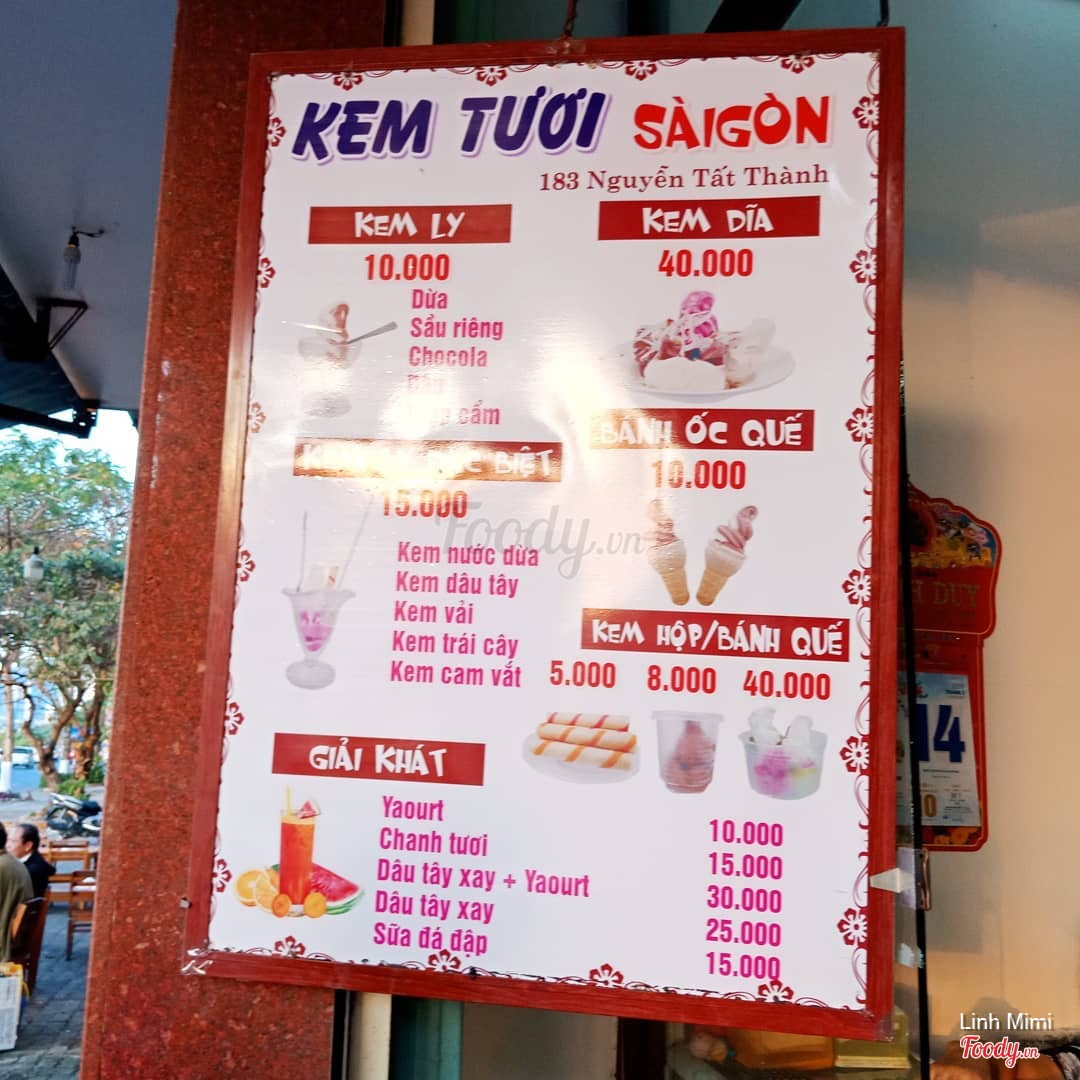 KEM TƯƠI SÀIGÒN
183 Nguyễn Tất Thành
KEM LY
10.000
Dừa
Sầu riêng
Chocola
cẩm
BIỆT
15.000
Kem nước dừa
Kem dâu tây
Kem vải
Kem trái cây
Kem cam vắt
KEM DĨA
40.000
BÁNH ỐC QUẾ
10.000
KEM HỘP/BÁNH QUẾ
5.000 8.000 40.000
GIẢI KHÁT
Yaourt 10.000
Chanh tươi 15.000
Dâu tây xay + Yaourt 30.000
Dâu tây xay 25.000
Sữa đá đập 15.000
Foody.vn
DUY
14
Linh Mimi
Foody.vn